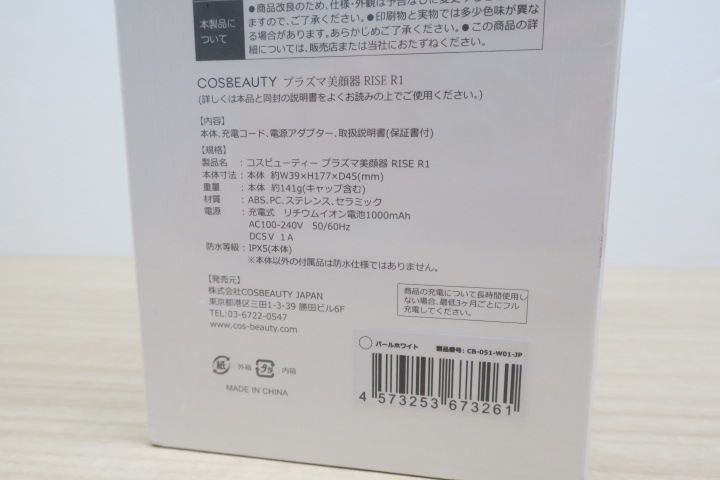 ●商品改良のため、仕様・外観は予告なしに変更すること
ますので、ご了承ください。●印刷物と実物では多少色味が異な
る場合があります。あらかじめご了承ください。●この商品の詳
細については、販売店または当社におたずねください。
本製品に
ついて
COSBEAUTY プラズマ美顔器 RISE R1
(詳しくは本品と同封の説明書をよくお読みの上でご使用ください。)
【内容】
本体、充電コード、電源アダプター、取扱説明書(保証書付)
【規格】
製品名 : コスビューティー プラズマ美顔器 RISE R1
本体寸法 : 本体 約W39×H177×D45(mm)
重量 : 本体 約141g(キャップ含む)
材質 : ABS、PC、ステンレス、セラミック
電源 : 充電式 リチウムイオン電池1000mAh
AC100-240V 50/60Hz
DC5V 1A
防水等級 : IPX5(本体)
※本体以外の付属品は防水仕様ではありません。
【発売元】
株式会社COSBEAUTY JAPAN
東京都港区三田1-3-39 勝田ビル6F
TEL:03-6722-0547
www.cos-beauty.com
商品の充電について長時間使用し
ない場合、最低3ヶ月ごとにフル
充電してください。
パールホワイト 製品番号: CB-051-W01-JP
4 573253 673261
紙 : 外箱 プラ : 内箱
MADE IN CHINA